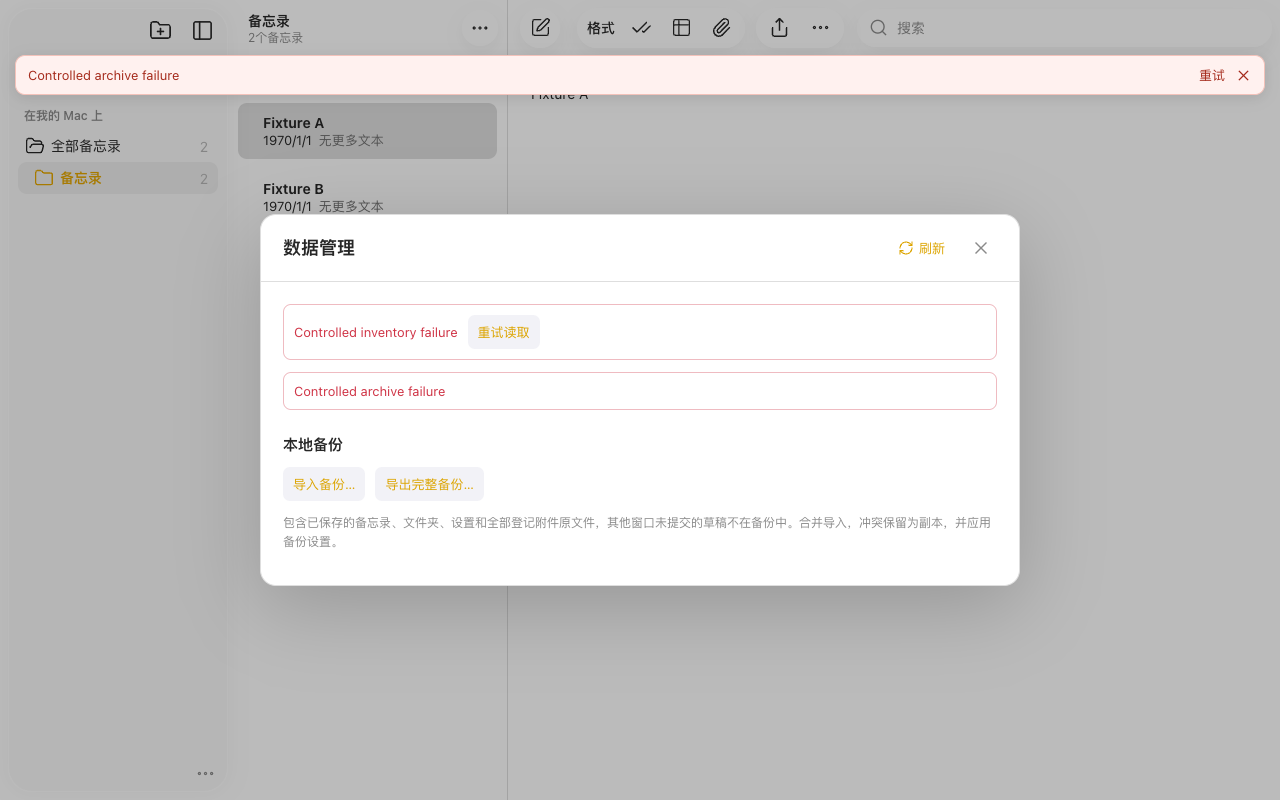 备忘录
2个备忘录
格式
搜索
Controlled archive failure
重试
Fixture A
在我的 Mac 上
全部备忘录 2
备忘录 2
Fixture A
1970/1/1 无更多文本
Fixture B
1970/1/1 无更多文本
数据管理
刷新
Controlled inventory failure 重试读取
Controlled archive failure
本地备份
导入备份... 导出完整备份...
包含已保存的备忘录、文件夹、设置和全部登记附件原文件，其他窗口未提交的草稿不在备份中。合并导入，冲突保留为副本，并应用
备份设置。